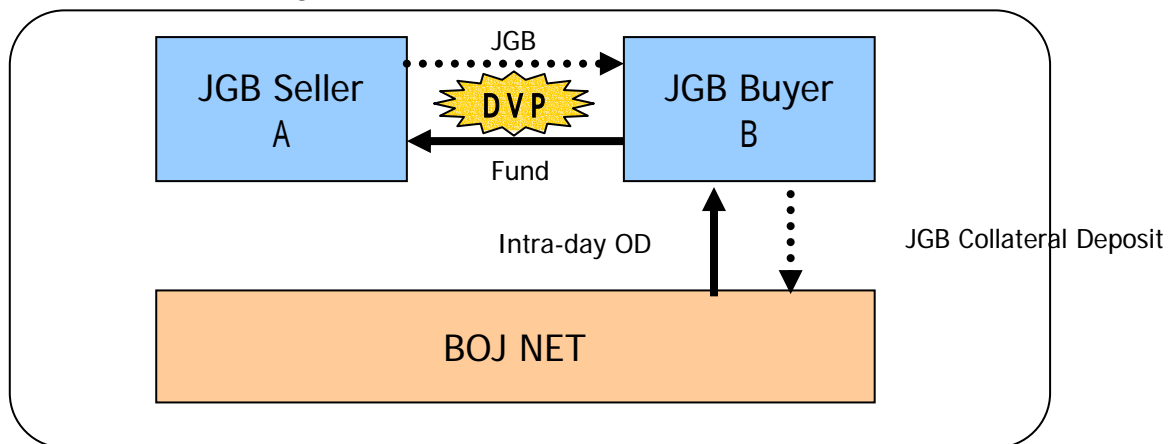 JGB
JGB Seller
A
DVP
JGB Buyer
B
Fund
Intra-day OD
JGB Collateral Deposit
BOJ NET